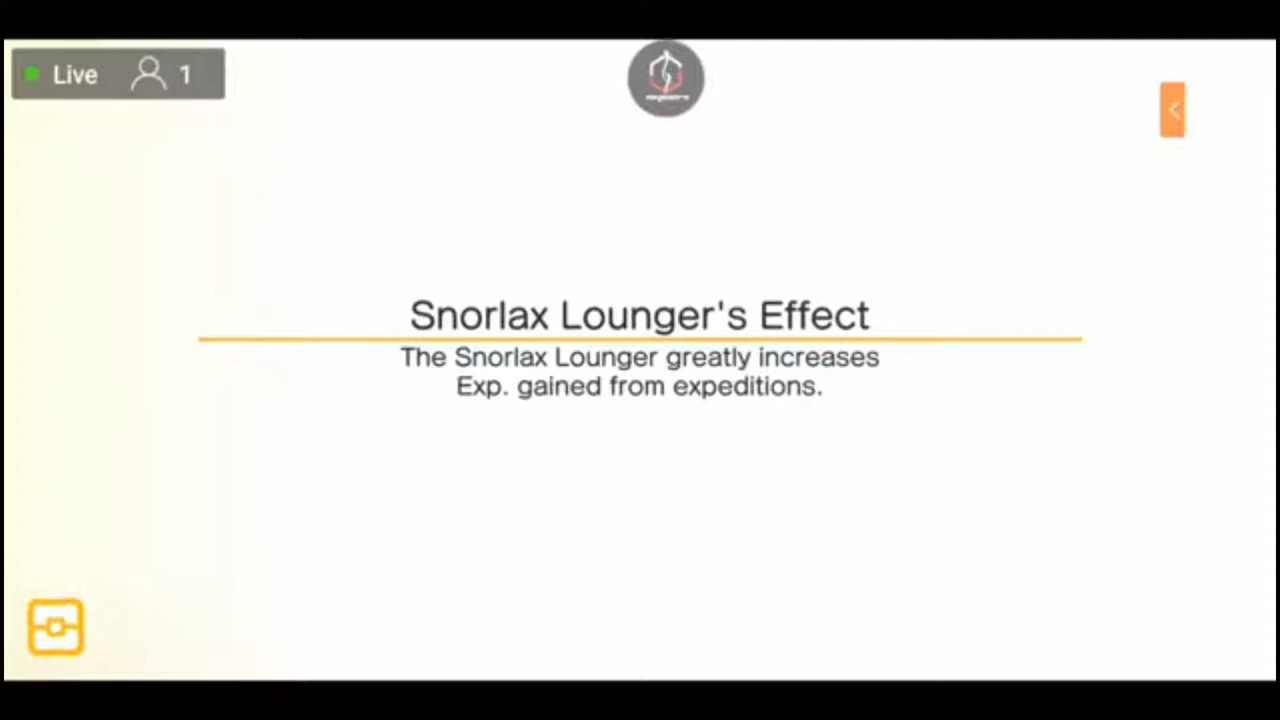 Live 1
Snorlax Lounger's Effect
The Snorlax Lounger greatly increases
Exp. gained from expeditions.